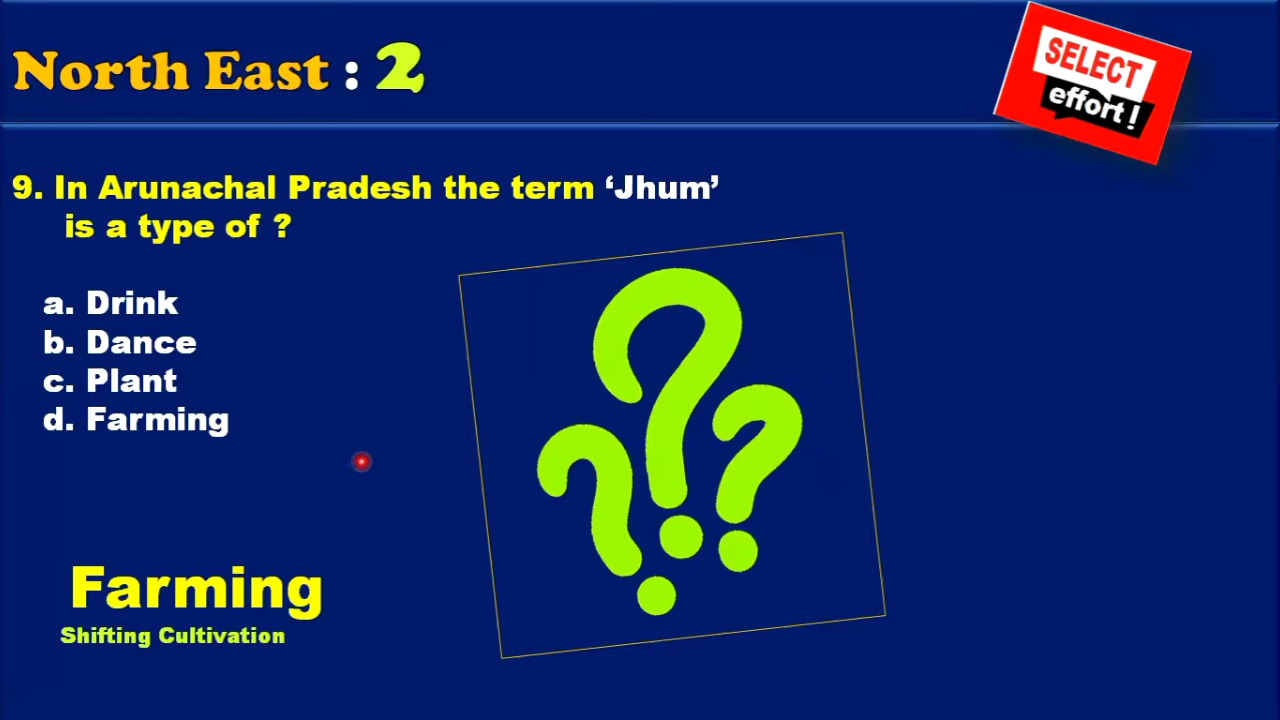 North East : 2
SELECT
effort !
9. In Arunachal Pradesh the term ‘Jhum’
is a type of ?
a. Drink
b. Dance
c. Plant
d. Farming
Farming
Shifting Cultivation